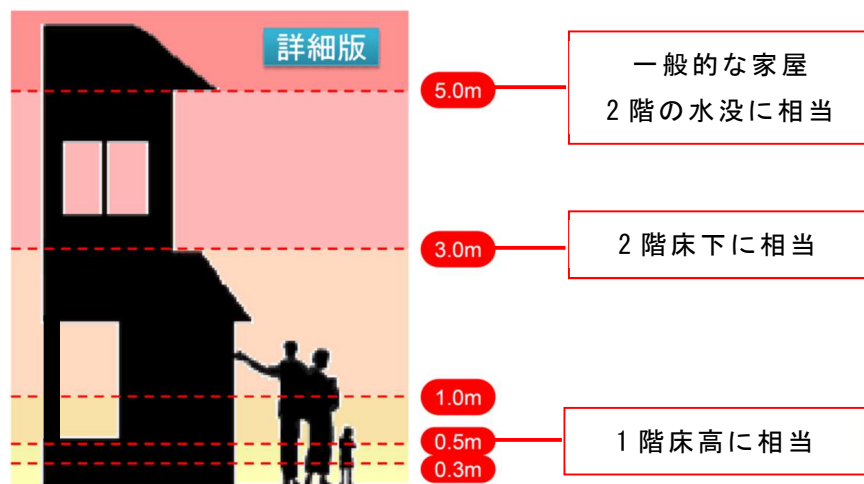 詳細版
5.0m
一般的な家屋
2階の水没に相当
3.0m
2階床下に相当
1.0m
0.5m
1階床高に相当
0.3m